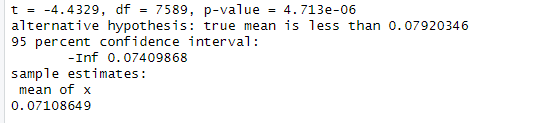 t = -4.4329, df = 7589, p-value = 4.713e-06
alternative hypothesis: true mean is less than 0.07920346
95 percent confidence interval:
       -Inf 0.07409868
sample estimates:
 mean of x
0.07108649